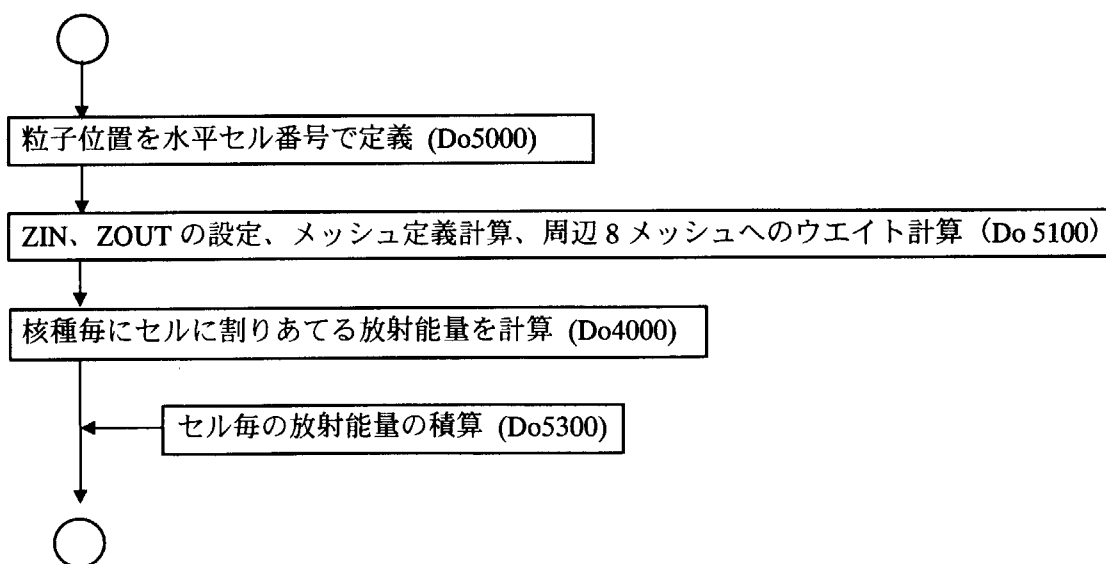 粒子位置を水平セル番号で定義 (Do5000)
ZIN、ZOUT の設定、メッシュ定義計算、周辺 8 メッシュへのウエイト計算（Do 5100）
核種毎にセルに割りあてる放射能量を計算 (Do4000)
セル毎の放射能量の積算 (Do5300)